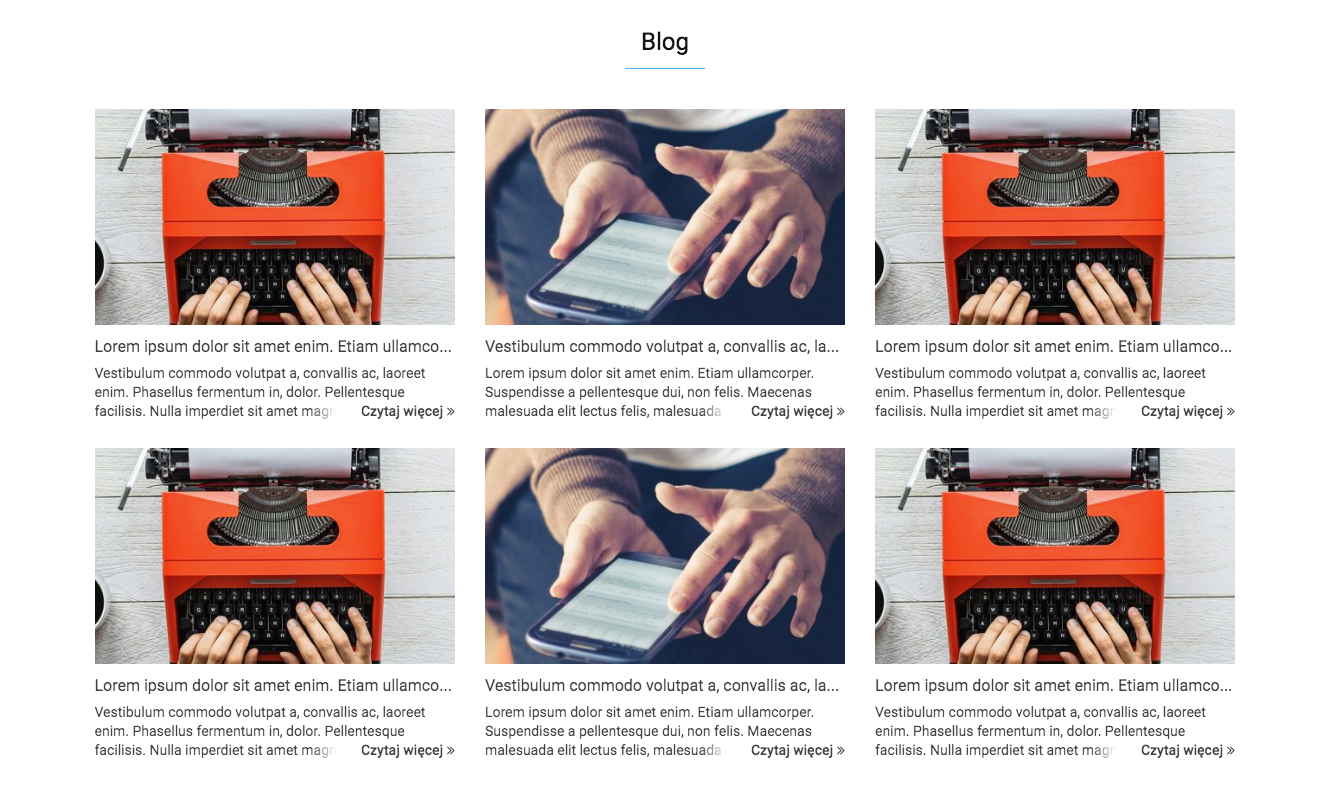 Blog
Lorem ipsum dolor sit amet enim. Etiam ullamco...
Vestibulum commodo volutpat a, convallis ac, laoreet
enim. Phasellus fermentum in, dolor. Pellentesque
facilisis. Nulla imperdiet sit amet magn Czytaj więcej »
Vestibulum commodo volutpat a, convallis ac, la...
Lorem ipsum dolor sit amet enim. Etiam ullamcorper.
Suspendisse a pellentesque dui, non felis. Maecenas
malesuada elit lectus felis, malesuada Czytaj więcej »
Lorem ipsum dolor sit amet enim. Etiam ullamco...
Vestibulum commodo volutpat a, convallis ac, laoreet
enim. Phasellus fermentum in, dolor. Pellentesque
facilisis. Nulla imperdiet sit amet magn Czytaj więcej »
Lorem ipsum dolor sit amet enim. Etiam ullamco...
Vestibulum commodo volutpat a, convallis ac, laoreet
enim. Phasellus fermentum in, dolor. Pellentesque
facilisis. Nulla imperdiet sit amet magn Czytaj więcej »
Vestibulum commodo volutpat a, convallis ac, la...
Lorem ipsum dolor sit amet enim. Etiam ullamcorper.
Suspendisse a pellentesque dui, non felis. Maecenas
malesuada elit lectus felis, malesuada Czytaj więcej »
Lorem ipsum dolor sit amet enim. Etiam ullamco...
Vestibulum commodo volutpat a, convallis ac, laoreet
enim. Phasellus fermentum in, dolor. Pellentesque
facilisis. Nulla imperdiet sit amet magn Czytaj więcej »